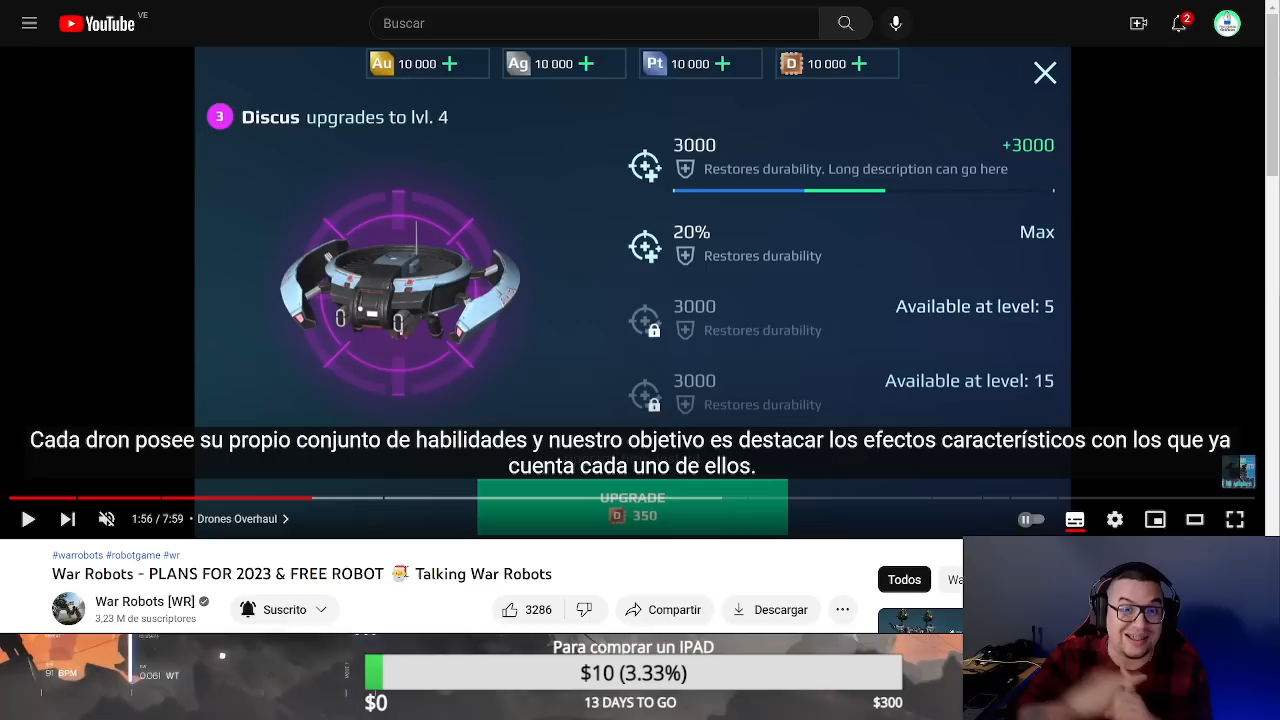 YouTube VE
Buscar
2
Au 10 000 + Ag 10 000 + Pt 10 000 + D 10 000 +
3 Discus upgrades to lvl. 4
3000 +3000
Restores durability. Long description can go here
20% Max
Restores durability
3000 Available at level: 5
Restores durability
3000 Available at level: 15
Restores durability
Cada dron posee su propio conjunto de habilidades y nuestro objetivo es destacar los efectos característicos con los que ya
cuenta cada uno de ellos.
UPGRADE
D 350
1:56 / 7:59 • Drones Overhaul
#warrobots #robotgame #wr
War Robots - PLANS FOR 2023 & FREE ROBOT 🎅 Talking War Robots
Todos
War Robots [WR]
3,23 M de suscriptores
Suscrito
3286
Compartir
Descargar
Para comprar un IPAD
$10 (3.33%)
$0 13 DAYS TO GO $300
91 BPM
0.061 WT